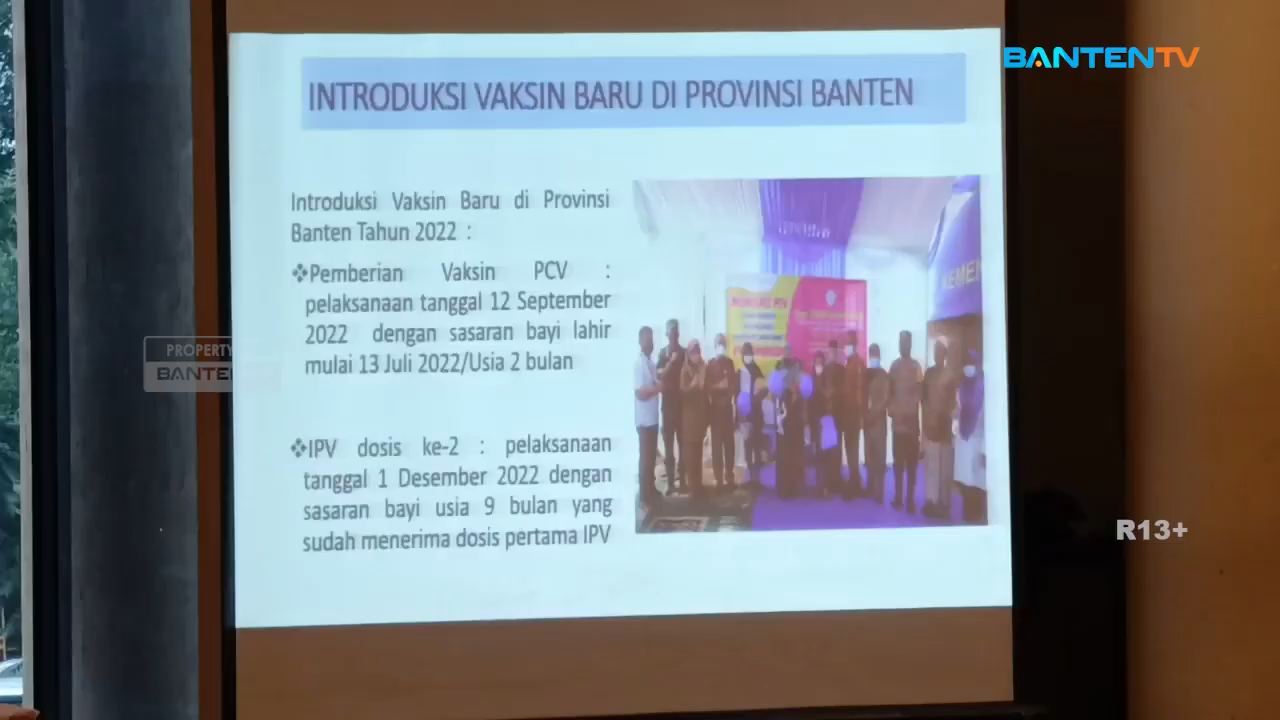 BANTENTV
INTRODUKSI VAKSIN BARU DI PROVINSI BANTEN
Introduksi Vaksin Baru di Provinsi
Banten Tahun 2022 :
❖Pemberian Vaksin PCV :
pelaksanaan tanggal 12 September
2022 dengan sasaran bayi lahir
mulai 13 Juli 2022/Usia 2 bulan
❖IPV dosis ke-2 : pelaksanaan
tanggal 1 Desember 2022 dengan
sasaran bayi usia 9 bulan yang
sudah menerima dosis pertama IPV
PROPERTY
BANTEN
R13+